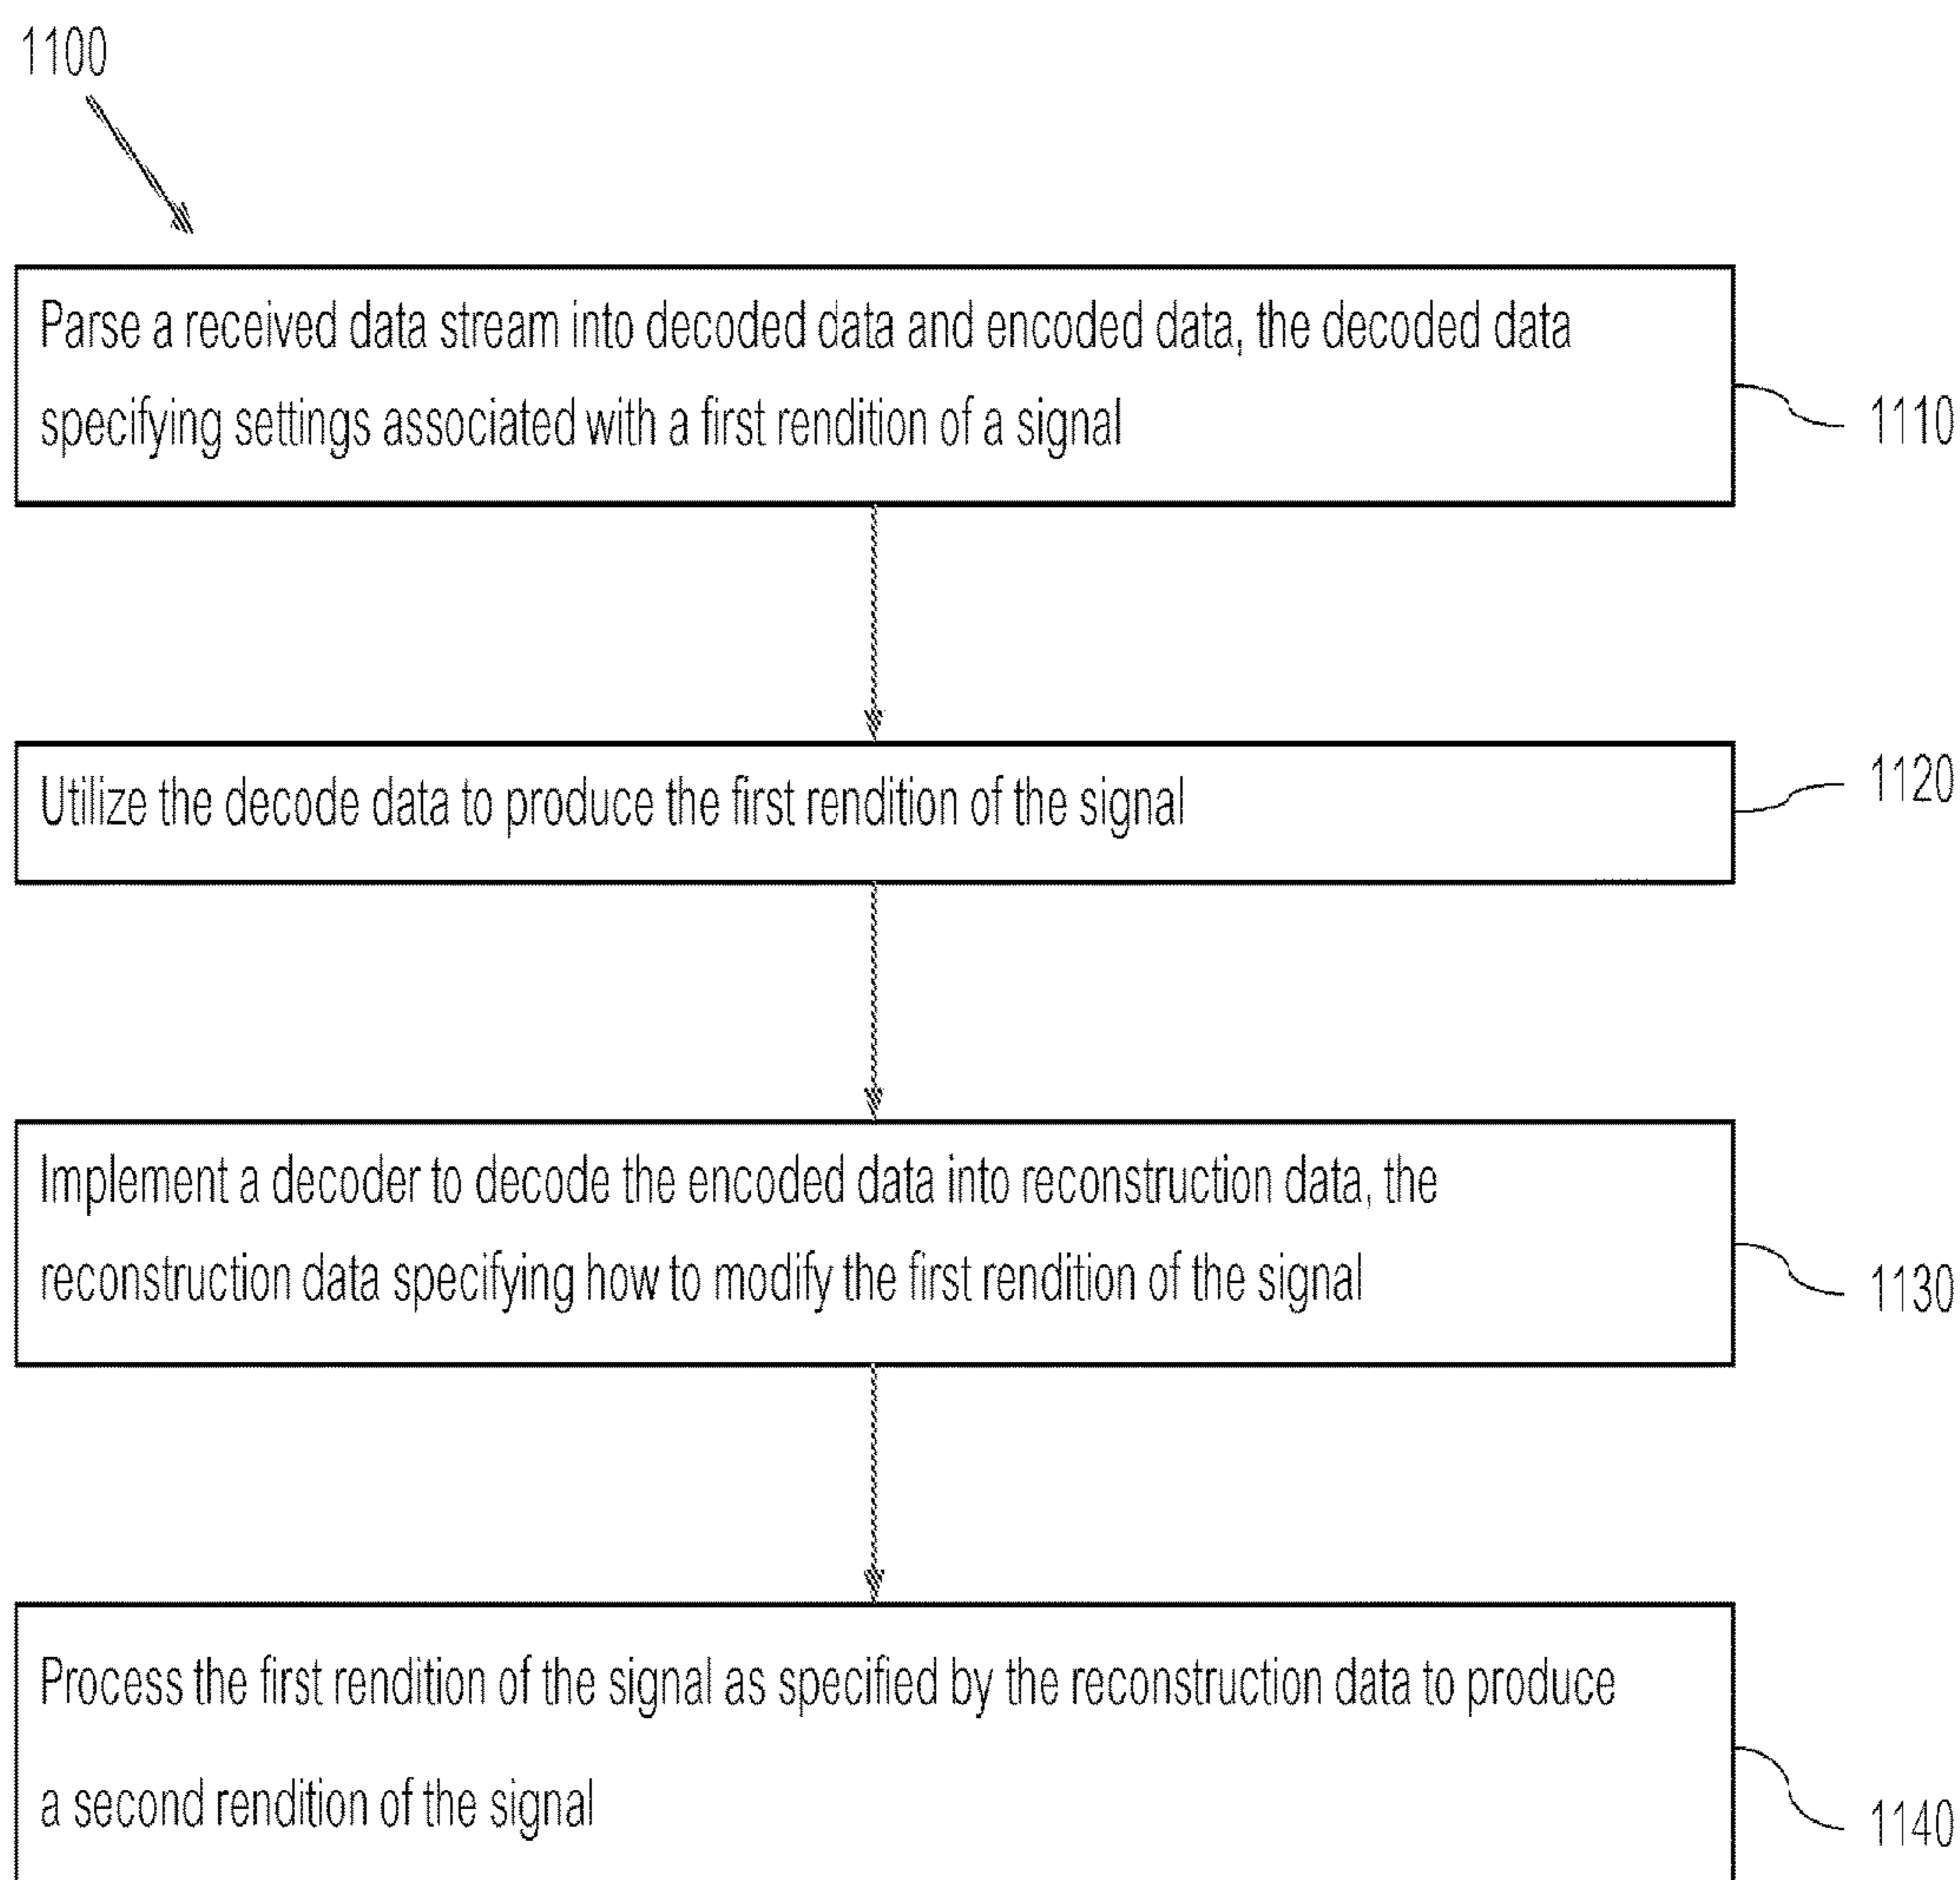 1100
Parse a received data stream into decoded data and encoded data, the decoded data
specifying settings associated with a first rendition of a signal
1110
Utilize the decode data to produce the first rendition of the signal
1120
Implement a decoder to decode the encoded data into reconstruction data, the
reconstruction data specifying how to modify the first rendition of the signal
1130
Process the first rendition of the signal as specified by the reconstruction data to produce
a second rendition of the signal
1140